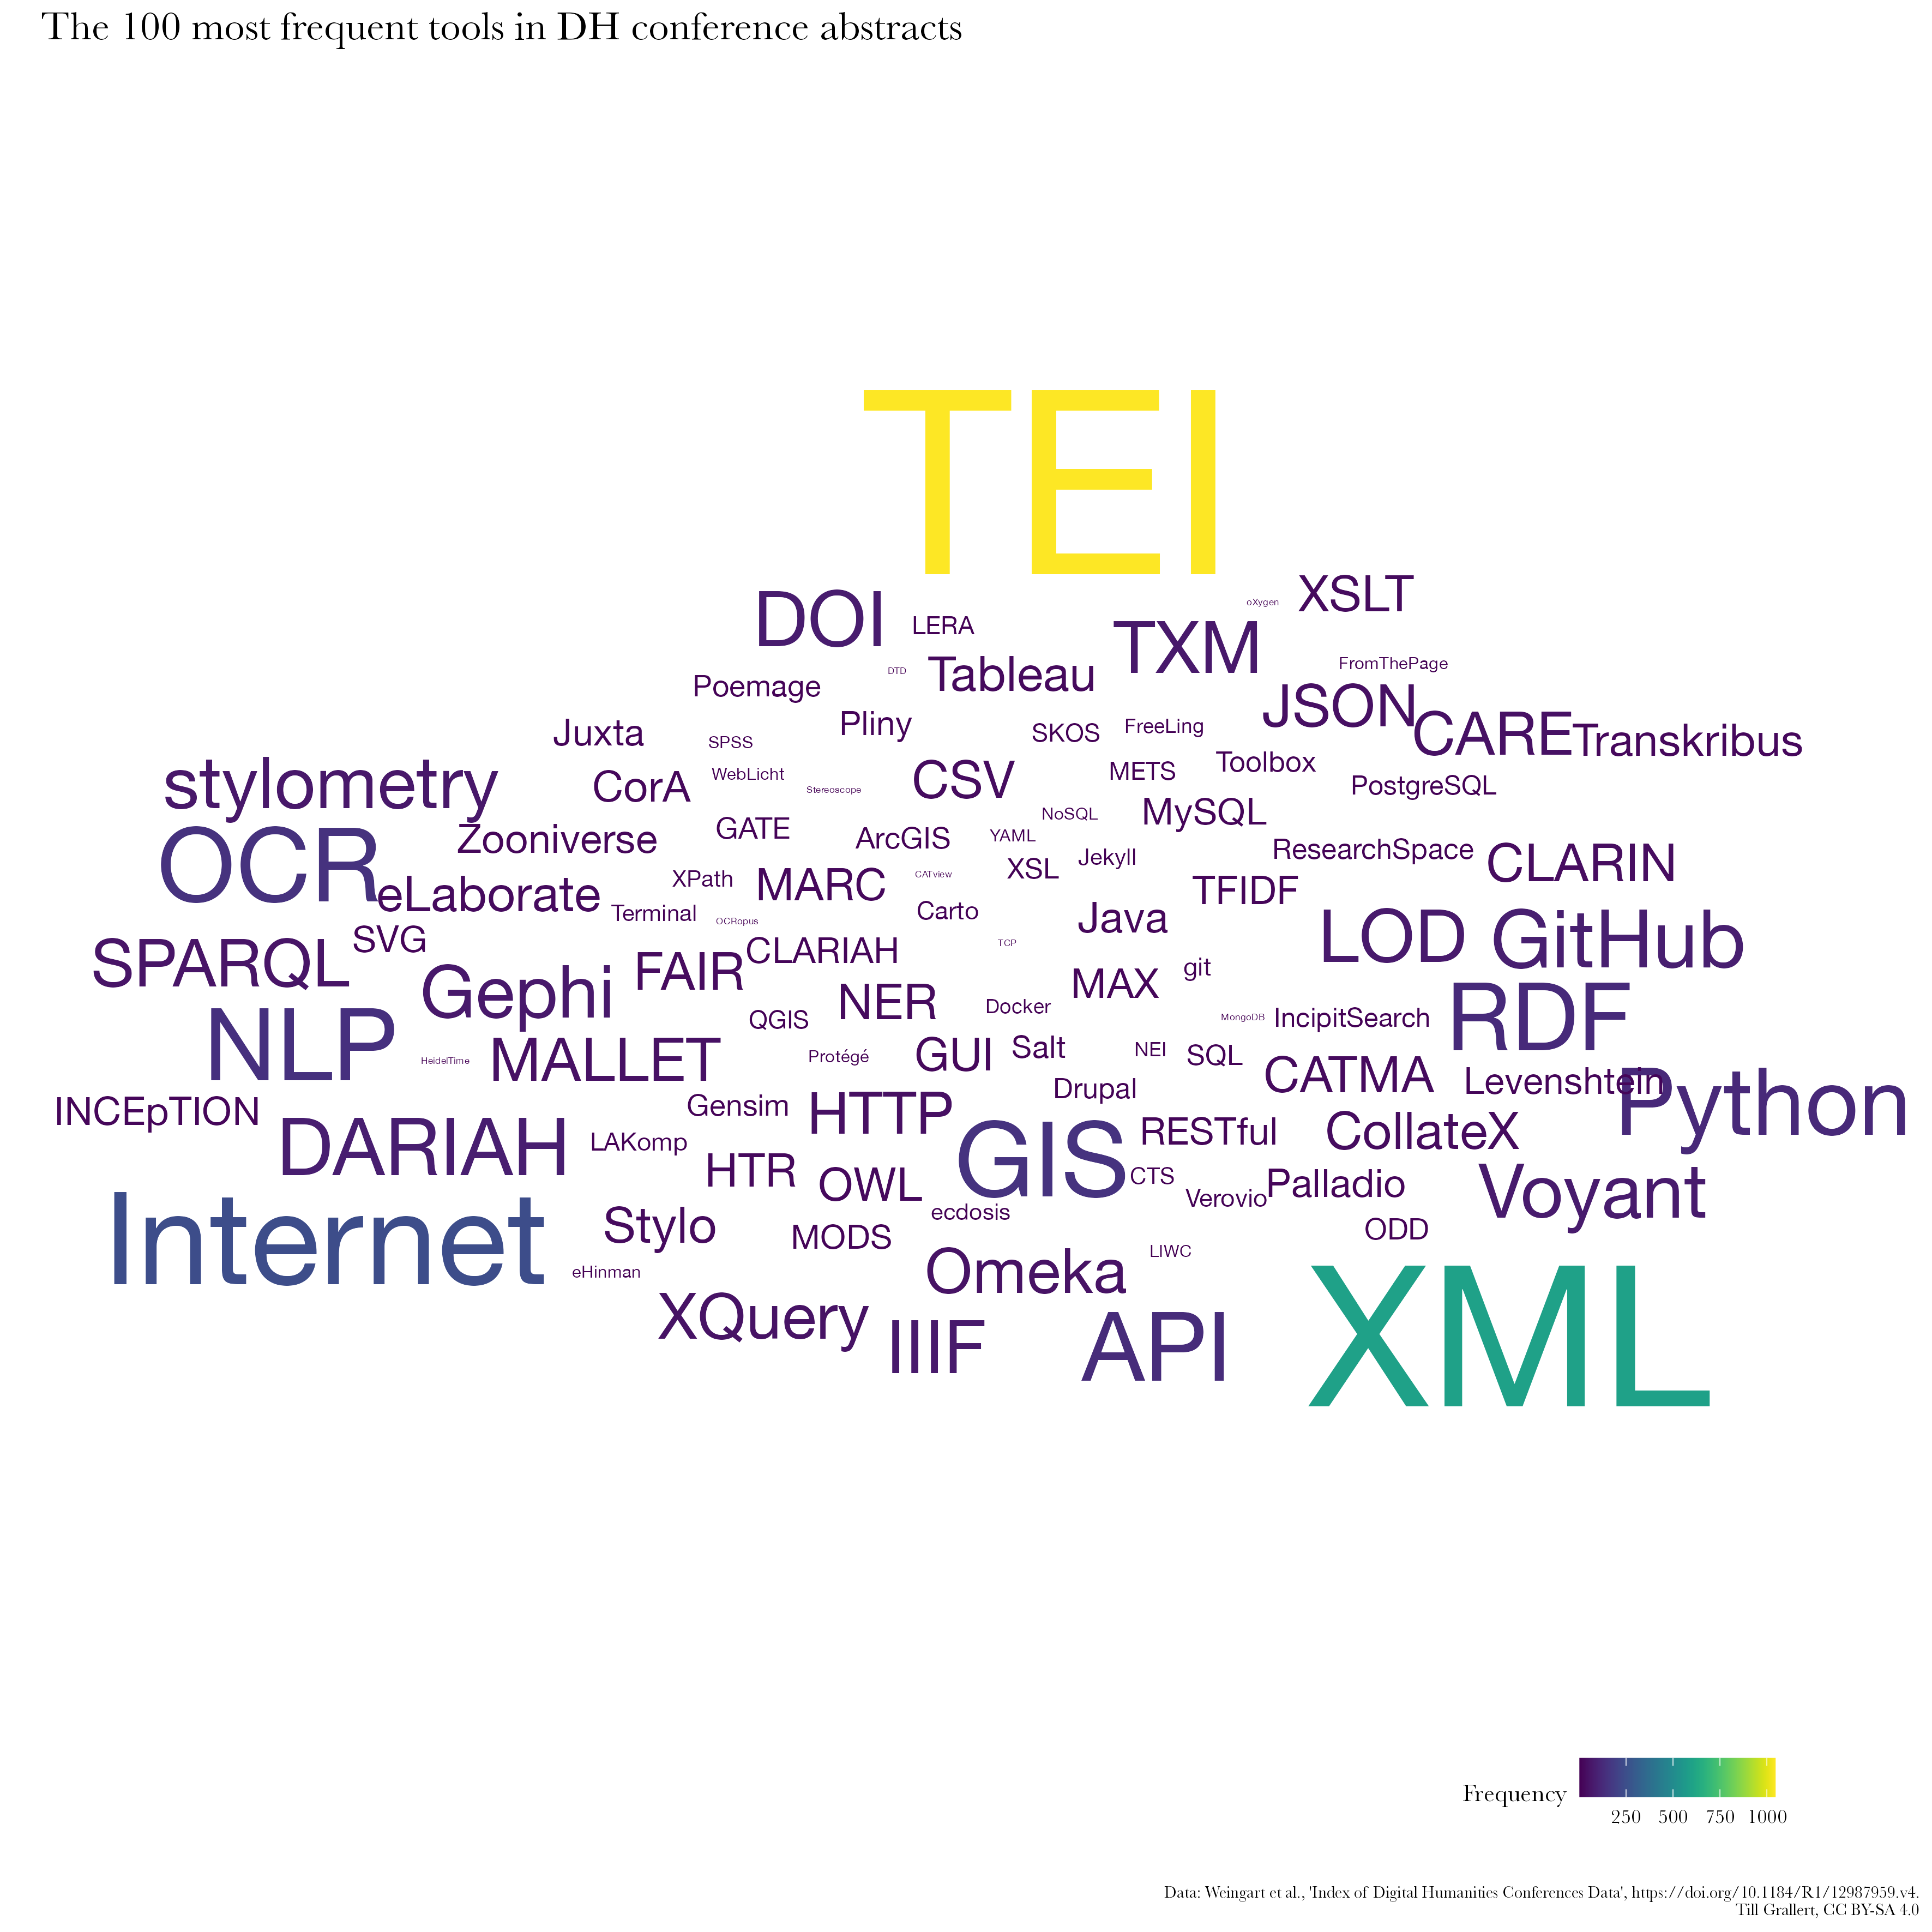 The 100 most frequent tools in DH conference abstracts
TEI
XSLT
oXygen
DOI
LERA
TXM
FromThePage
DTD
Tableau
Poemage
JSON
Pliny
SKOS
FreeLing
CARE
Transkribus
Juxta
SPSS
Toolbox
METS
stylometry
CorA
WebLicht
Stereoscope
CSV
PostgreSQL
NoSQL
MySQL
OCR
Zooniverse
GATE
ArcGIS
YAML
ResearchSpace
Jekyll
CLARIN
XSL
eLaborate
XPath
MARC
CATview
TFIDF
Terminal
OCRopus
Carto
Java
LOD
GitHub
SVG
SPARQL
CLARIAH
TCP
FAIR
git
MAX
Gephi
NER
Docker
QGIS
MongoDB
IncipitSearch
RDF
NLP
HeidelTime
MALLET
Protégé
GUI
Salt
NEI
SQL
CATMA
Levenshtein
Python
INCEpTION
Gensim
HTTP
Drupal
DARIAH
LAKomp
GIS
RESTful
CollateX
HTR
OWL
CTS
Verovio
Palladio
Voyant
Internet
Stylo
MODS
ecdosis
ODD
eHinman
Omeka
LIWC
XQuery
IIIF
API
XML
Frequency
250 500 750 1000
Data: Weingart et al., 'Index of Digital Humanities Conferences Data', https://doi.org/10.1184/R1/12987959.v4.
Till Grallert, CC BY-SA 4.0